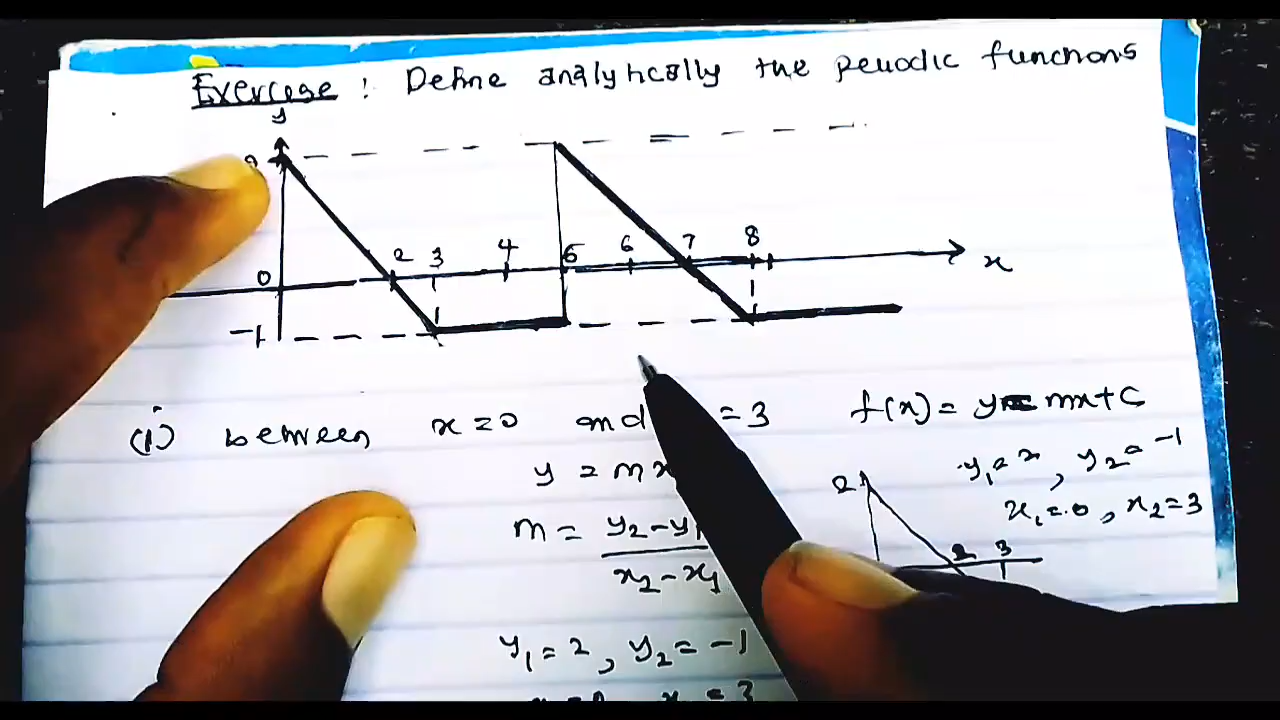 Exercise : Define analytically the periodic functions
y
2 3 4 5 6 7 8
0
x
-1
(i) between x=0 and = 3 f(x) = y = mx+c
y = mx
y₁ = 2, y₂ = -1
x₁ = 0, x₂ = 3
m = y₂-y₁
x₂-x₁
2
2 3
y₁ = 2, y₂ = -1